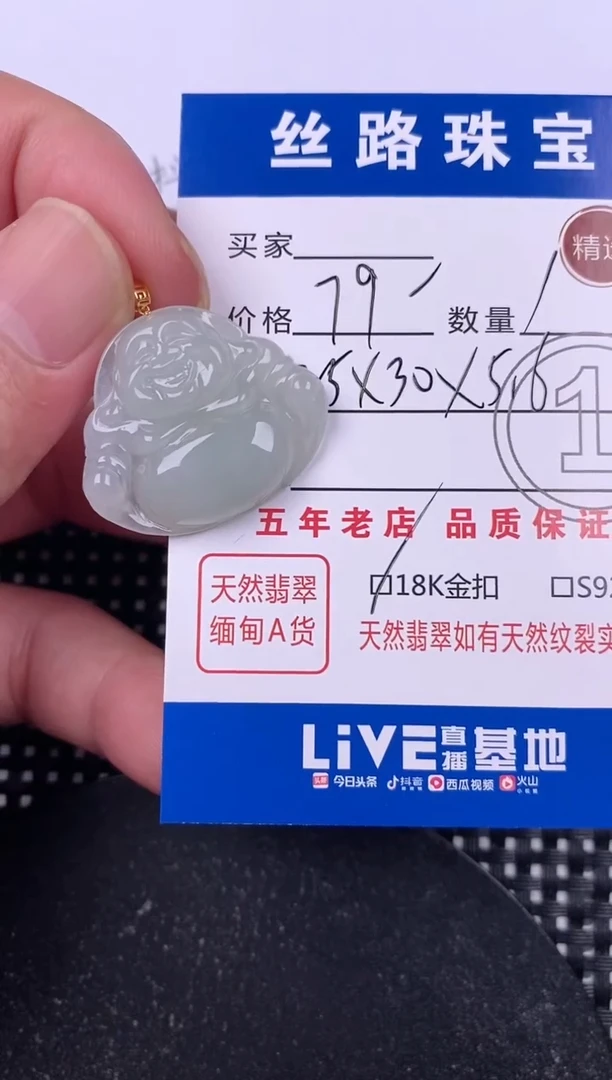 丝路珠宝
精选
买家
价格 79 数量 1
5X30X5.6
1
五年老店 品质保证
天然翡翠
缅甸A货
☐18K金扣 ☐S92
天然翡翠如有天然纹裂实
LiVE直播基地
头条 今日头条 抖音 西瓜视频 火山